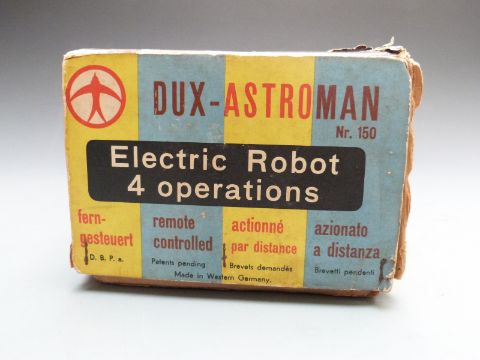 DUX-ASTROMAN
Nr. 150
Electric Robot
4 operations
fern-
gesteuert
D. B. P. a.
remote
controlled
Patents pending
actionné
par distance
Brevets demandés
azionato
a distanza
Brevetti pendenti
Made in Western Germany.